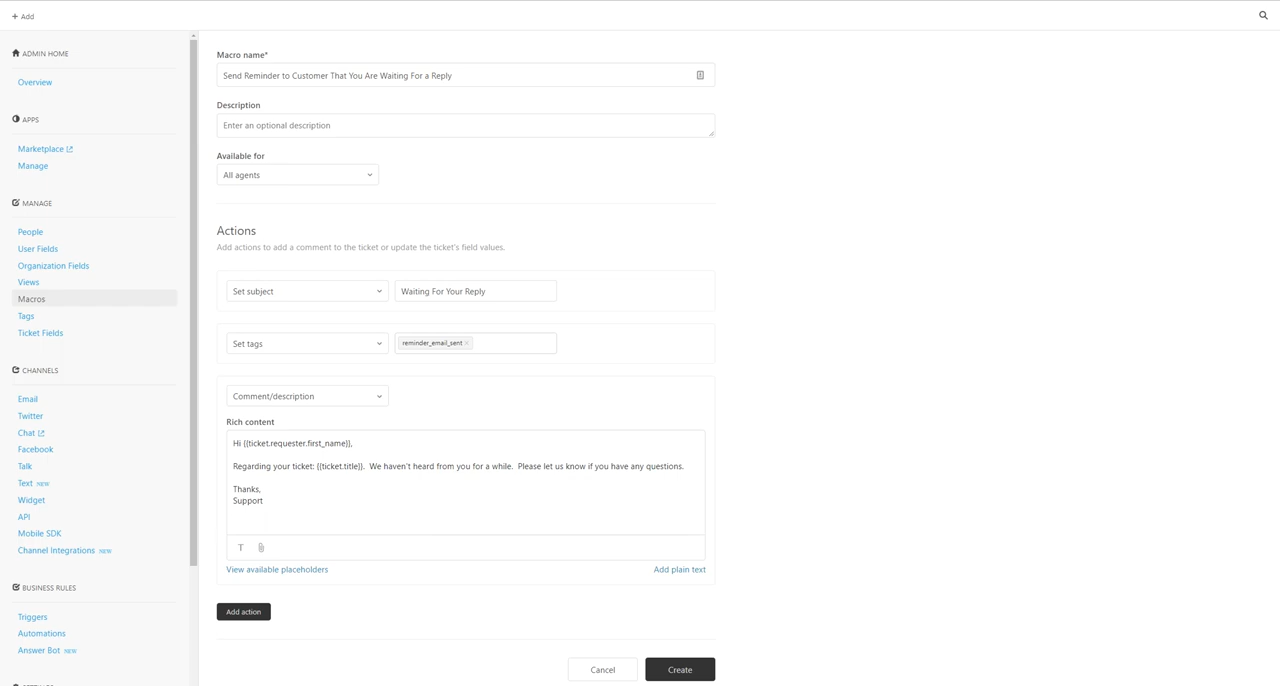 + Add
ADMIN HOME
Overview
APPS
Marketplace
Manage
MANAGE
People
User Fields
Organization Fields
Views
Macros
Tags
Ticket Fields
CHANNELS
Email
Twitter
Chat
Facebook
Talk
Text NEW
Widget
API
Mobile SDK
Channel Integrations NEW
BUSINESS RULES
Triggers
Automations
Answer Bot NEW
Macro name*
Send Reminder to Customer That You Are Waiting For a Reply
Description
Enter an optional description
Available for
All agents
Actions
Add actions to add a comment to the ticket or update the ticket's field values.
Set subject
Waiting For Your Reply
Set tags
reminder_email_sent ×
Comment/description
Rich content
Hi {{ticket.requester.first_name}},
Regarding your ticket: {{ticket.title}}.  We haven't heard from you for a while.  Please let us know if you have any questions.
Thanks,
Support
T
View available placeholders
Add plain text
Add action
Cancel
Create